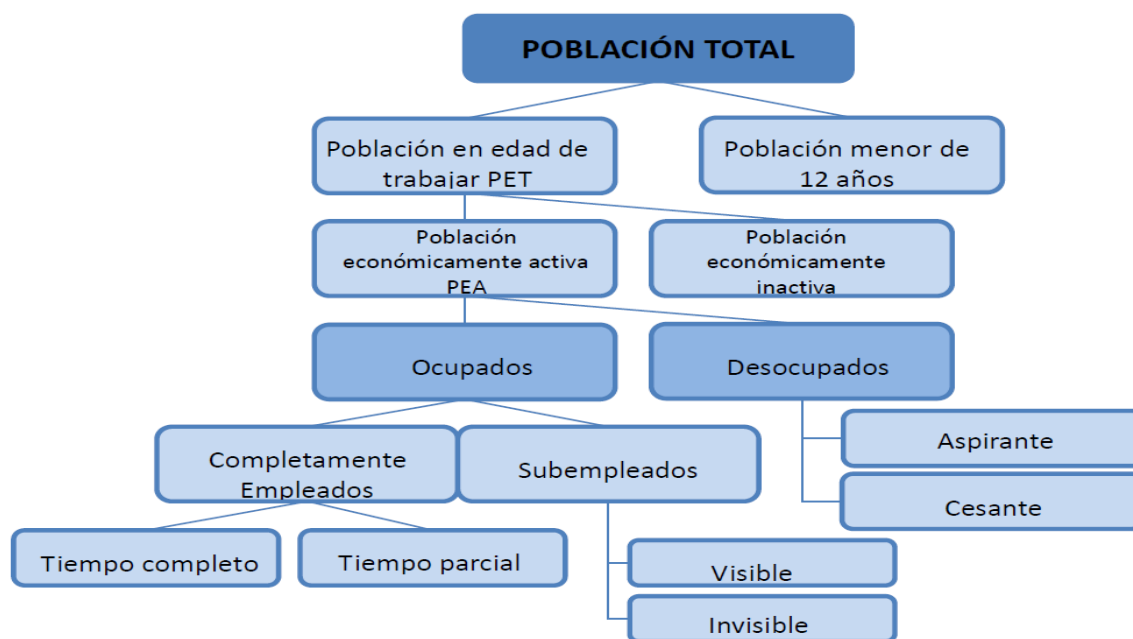 POBLACIÓN TOTAL
Población en edad de
trabajar PET
Población menor de
12 años
Población
económicamente activa
PEA
Población
económicamente
inactiva
Ocupados
Desocupados
Completamente
Empleados
Subempleados
Aspirante
Cesante
Tiempo completo
Tiempo parcial
Visible
Invisible